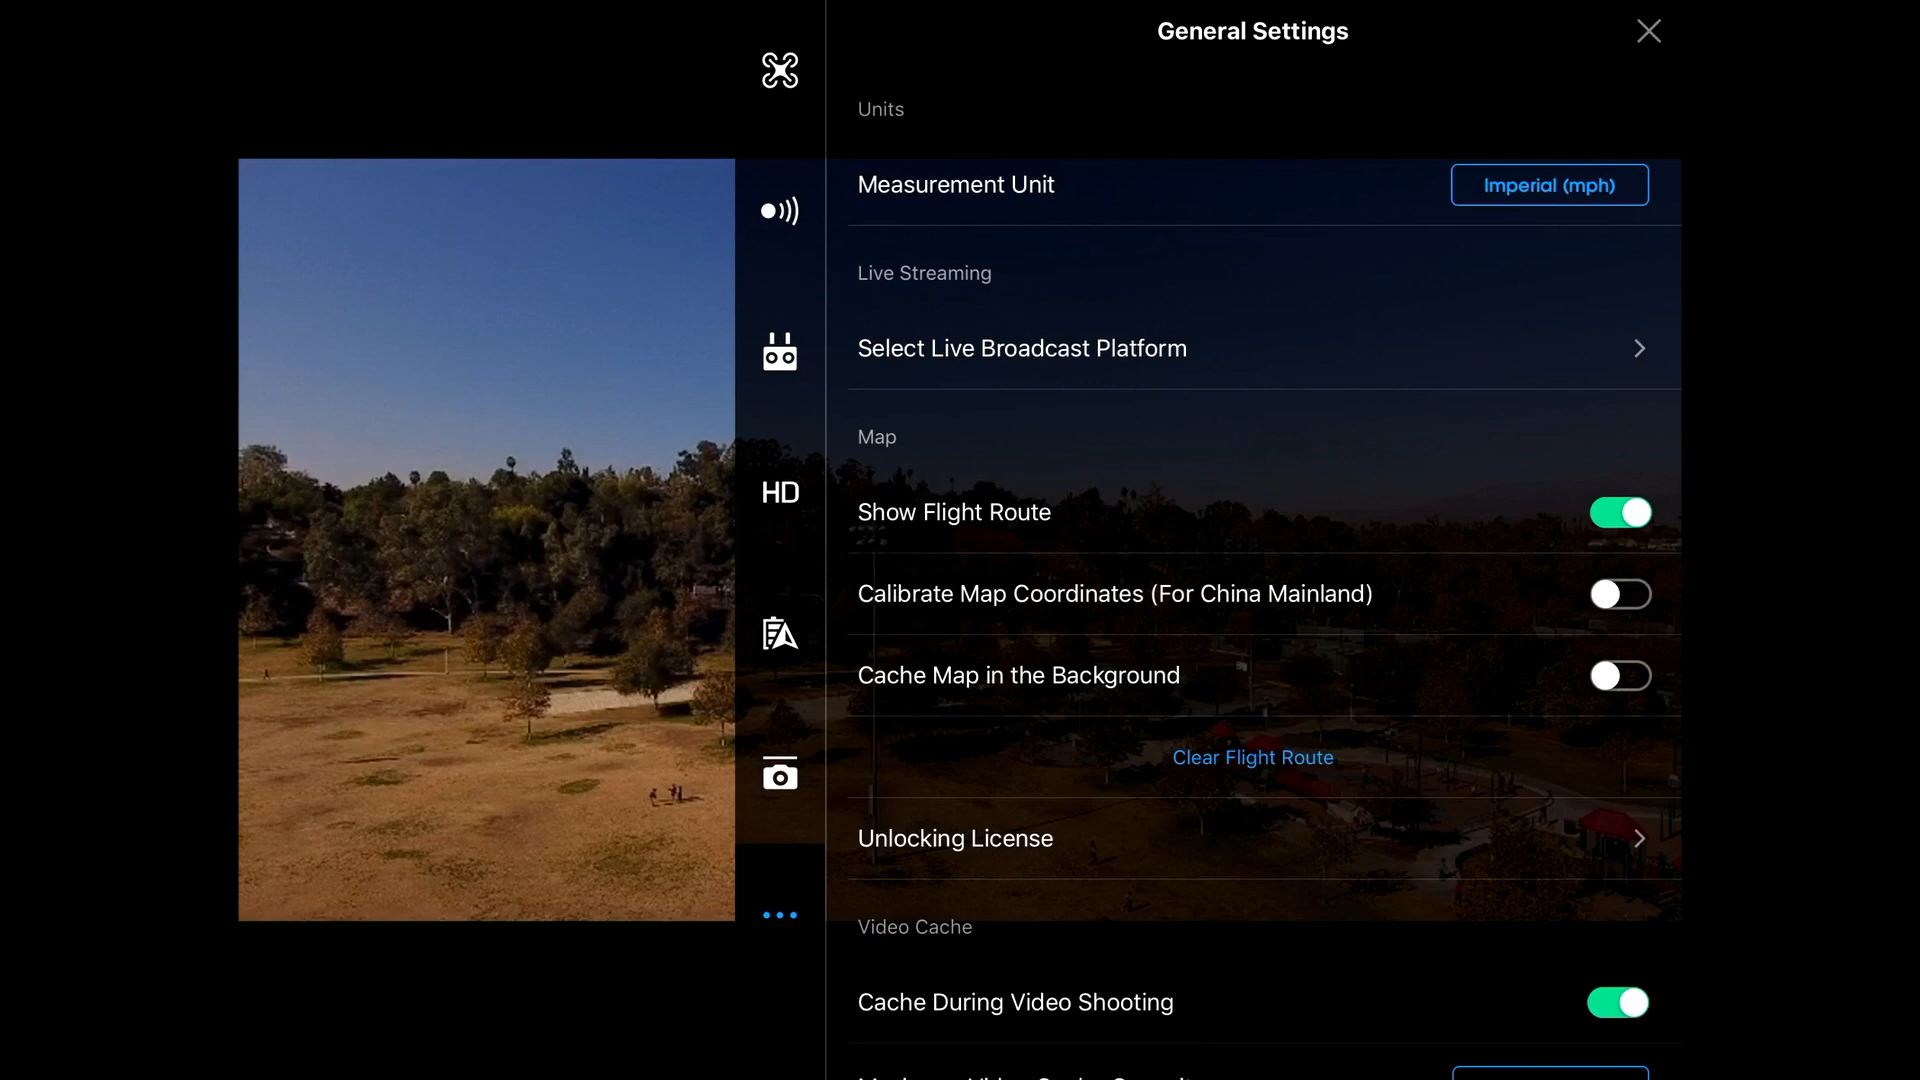 General Settings
Units
Measurement Unit
Imperial (mph)
Live Streaming
Select Live Broadcast Platform
HD
Map
Show Flight Route
Calibrate Map Coordinates (For China Mainland)
Cache Map in the Background
Clear Flight Route
Unlocking License
Video Cache
Cache During Video Shooting